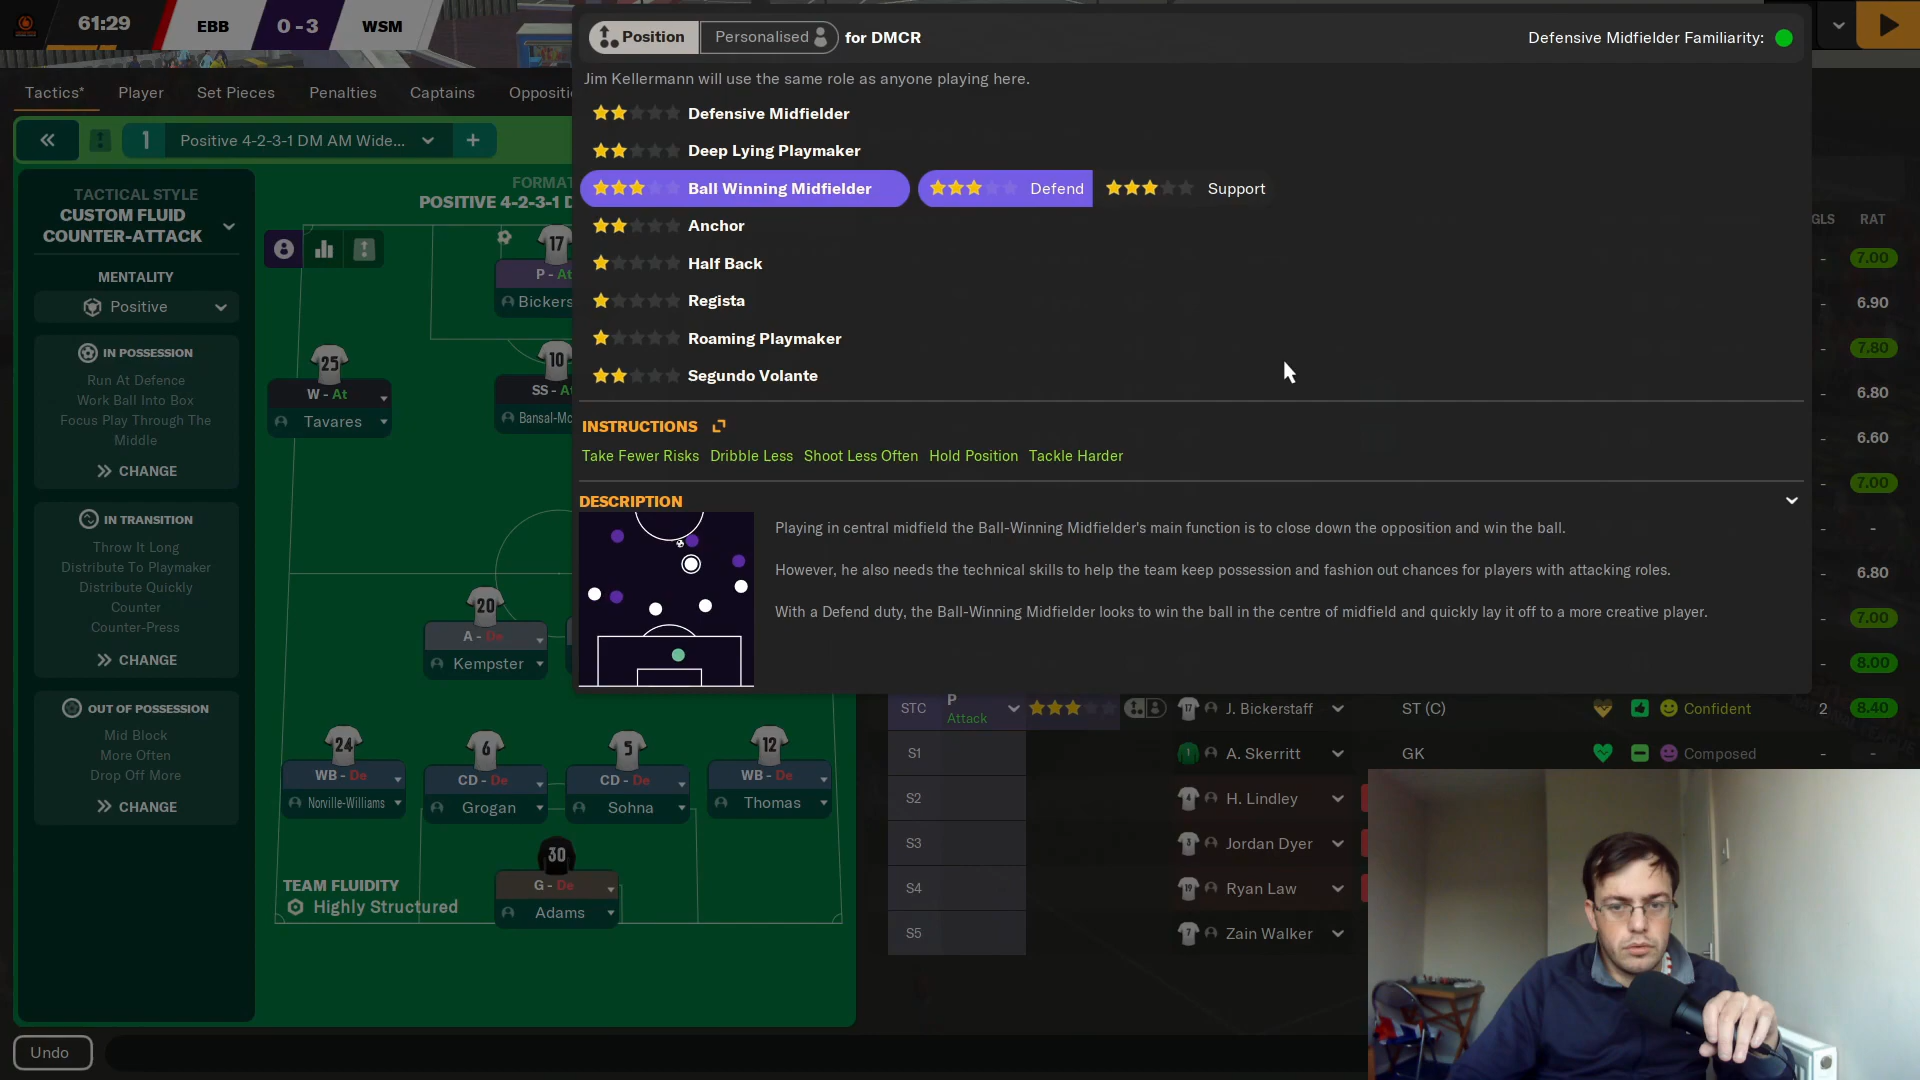 61:29
EBB
0 - 3
WSM
Position
Personalised
for DMCR
Defensive Midfielder Familiarity:
Jim Kellermann will use the same role as anyone playing here.
Tactics*
Player
Set Pieces
Penalties
Captains
Defensive Midfielder
Deep Lying Playmaker
Ball Winning Midfielder
Defend
Support
Anchor
Half Back
Regista
Roaming Playmaker
Segundo Volante
INSTRUCTIONS
Take Fewer Risks Dribble Less Shoot Less Often Hold Position Tackle Harder
DESCRIPTION
Playing in central midfield the Ball-Winning Midfielder's main function is to close down the opposition and win the ball.
However, he also needs the technical skills to help the team keep possession and fashion out chances for players with attacking roles.
With a Defend duty, the Ball-Winning Midfielder looks to win the ball in the centre of midfield and quickly lay it off to a more creative player.
1
Positive 4-2-3-1 DM AM Wide...
TACTICAL STYLE
CUSTOM FLUID
COUNTER-ATTACK
MENTALITY
Positive
IN POSSESSION
Run At Defence
Work Ball Into Box
Focus Play Through The
Middle
CHANGE
IN TRANSITION
Throw It Long
Distribute To Playmaker
Distribute Quickly
Counter
Counter-Press
CHANGE
OUT OF POSSESSION
Mid Block
More Often
Drop Off More
CHANGE
POSITIVE 4-2-3-1
17
P - At
25
W - At
Tavares
10
SS -
20
A - De
Kempster
24
WB - De
Norville-Williams
6
CD - De
Grogan
5
CD - De
Sohna
12
WB - De
Thomas
30
G - De
Adams
TEAM FLUIDITY
Highly Structured
GLS
RAT
- 7.00
- 6.90
- 7.80
- 6.80
- 6.60
- 7.00
- -
- 6.80
- 7.00
- 8.00
STC
P
Attack
17
J. Bickerstaff
ST (C)
Confident
2
8.40
S1
1
A. Skerritt
GK
Composed
- -
S2
4
H. Lindley
S3
3
Jordan Dyer
S4
19
Ryan Law
S5
7
Zain Walker
Undo